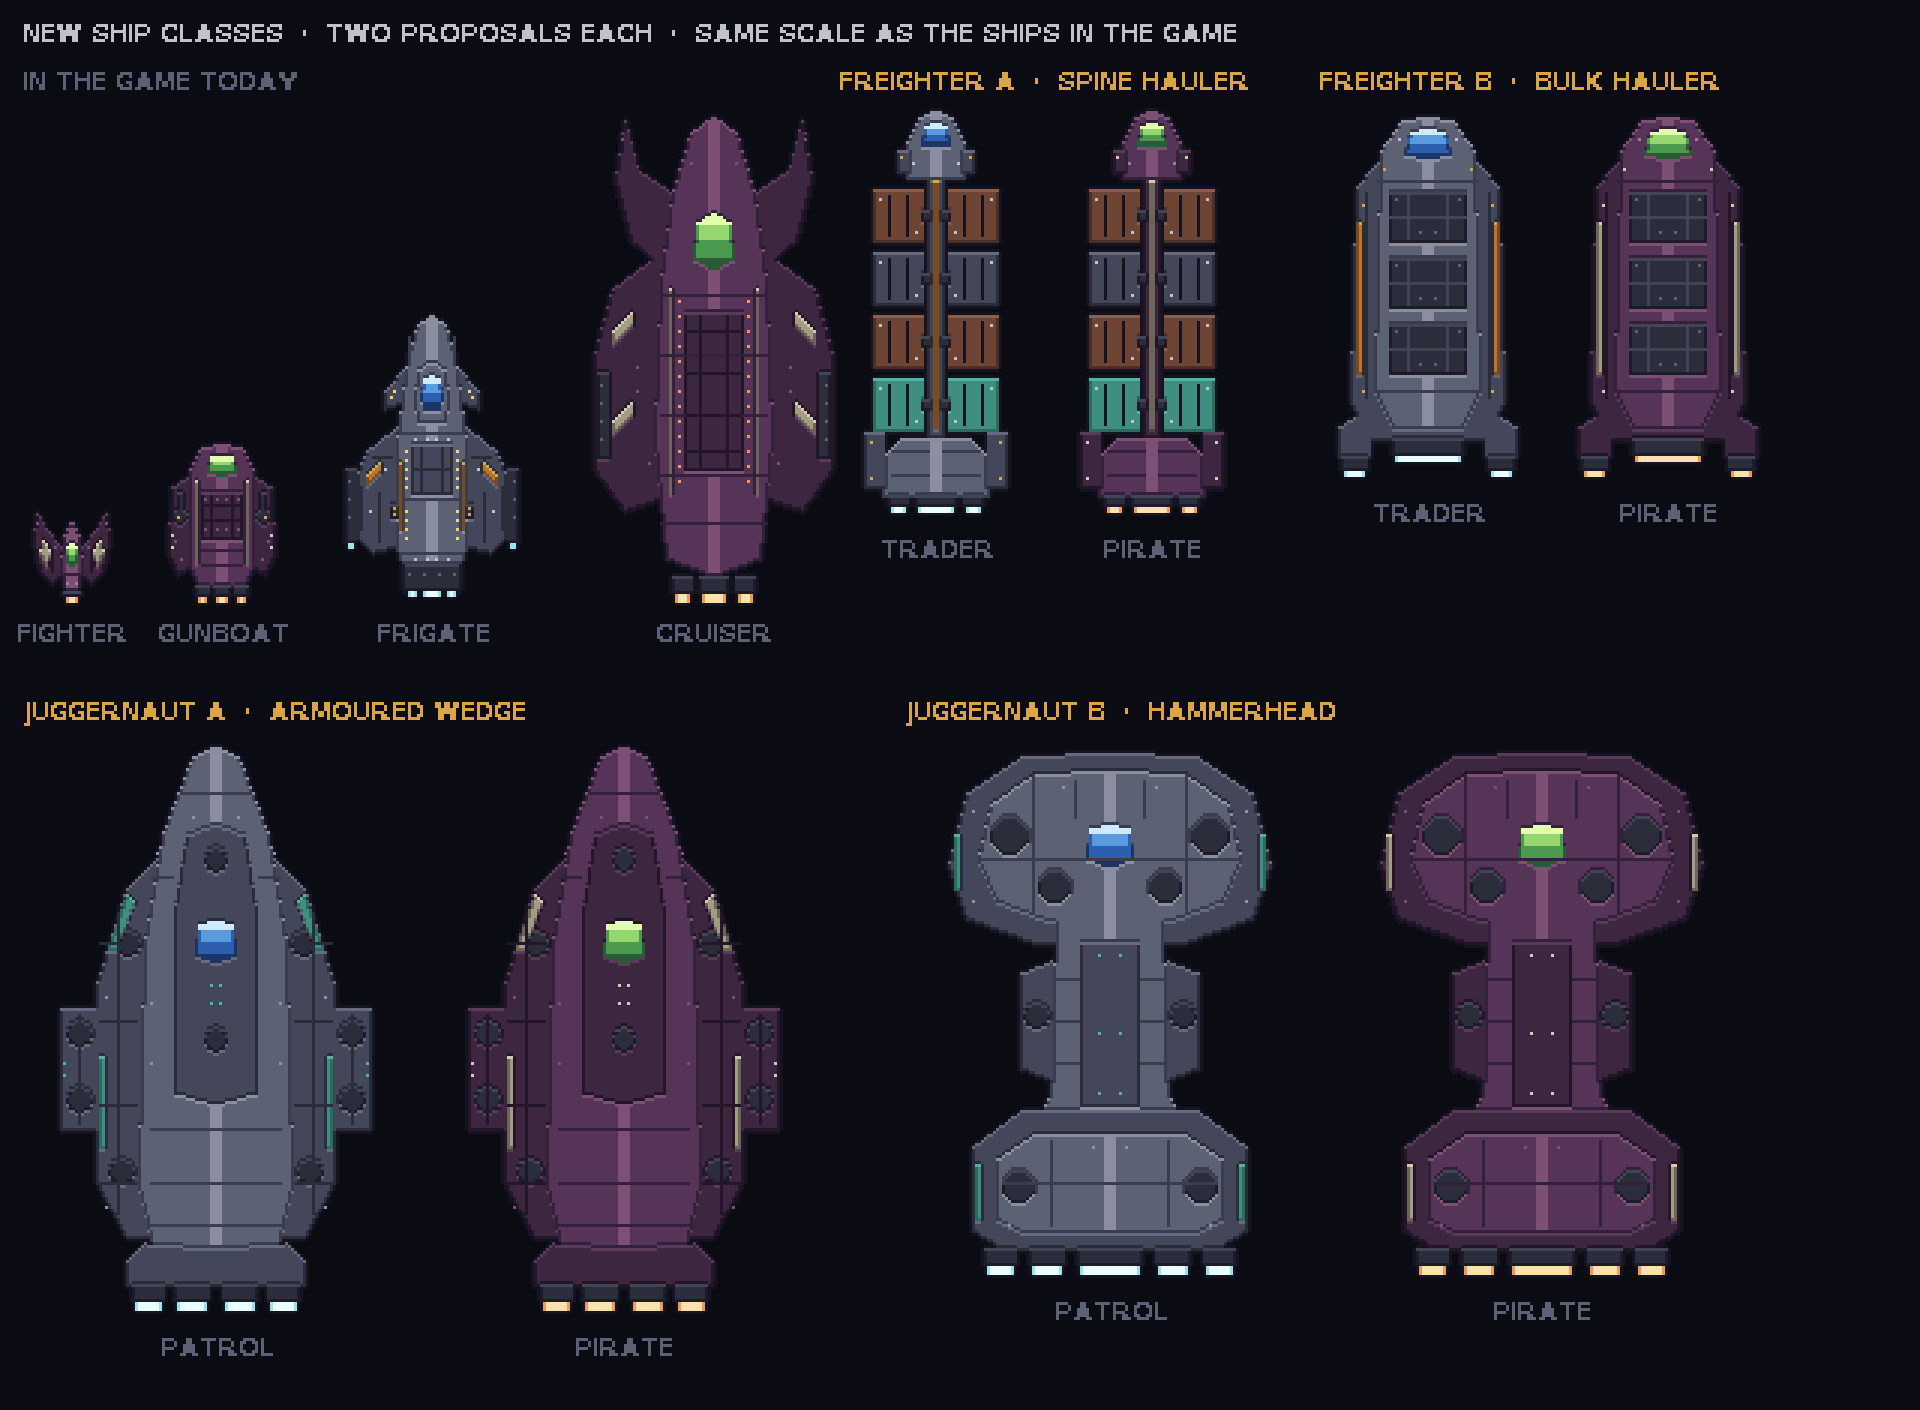 NEW SHIP CLASSES · TWO PROPOSALS EACH · SAME SCALE AS THE SHIPS IN THE GAME
IN THE GAME TODAY
FREIGHTER A · SPINE HAULER
FREIGHTER B · BULK HAULER
TRADER
PIRATE
TRADER
PIRATE
FIGHTER
GUNBOAT
FRIGATE
CRUISER
JUGGERNAUT A · ARMOURED WEDGE
JUGGERNAUT B · HAMMERHEAD
PATROL
PIRATE
PATROL
PIRATE